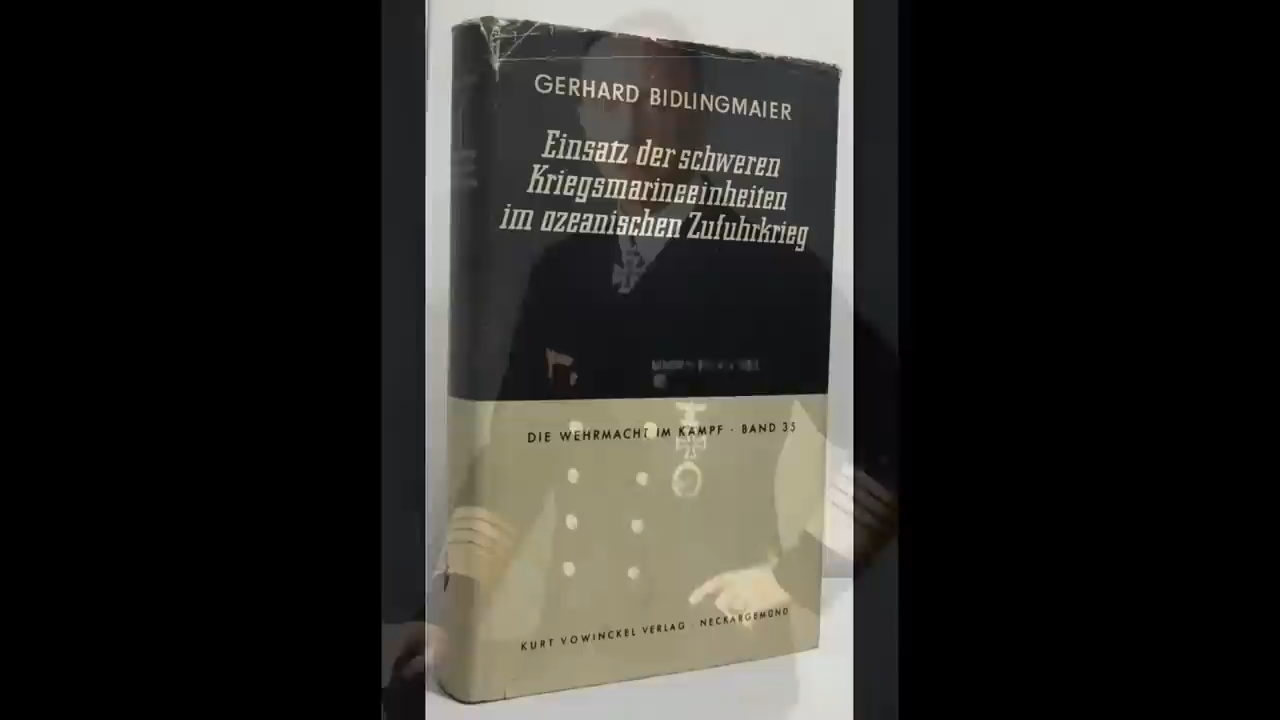 GERHARD BIDLINGMAIER
Einsatz der schweren
Kriegsmarineeinheiten
im ozeanischen Zufuhrkrieg
DIE WEHRMACHT IM KAMPF · BAND 35
KURT VOWINCKEL VERLAG · NECKARGEMÜND